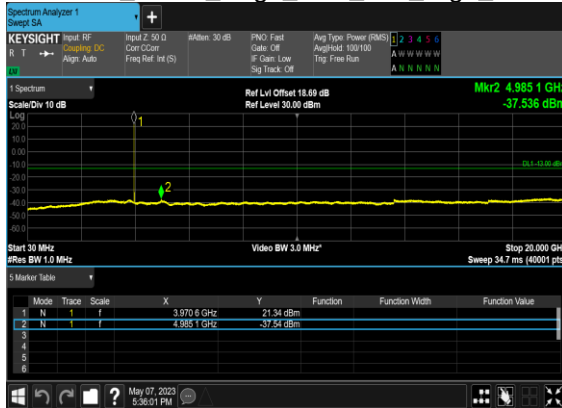 Spectrum Analyzer 1
Swept SA
+
KEYSIGHT Input: RF Input Z: 50 Ω #Atten: 30 dB PNO: Fast Avg Type: Power (RMS) 1 2 3 4 5 6
R T Coupling: DC Corr CCorr Gate: Off Avg|Hold: 100/100 A W W W W W
Align: Auto Freq Ref: Int (S) IF Gain: Low Trig: Free Run
LU Sig Track: Off A N N N N N
1 Spectrum Ref Lvl Offset 18.69 dB Mkr2 4.985 1 GHz
Scale/Div 10 dB Ref Level 30.00 dBm -37.536 dBm
Log
20.0
10.0
0.00
-10.0
-20.0
-30.0
-40.0
-50.0
-60.0
1
2
DL1 -13.00 dBm
Start 30 MHz Video BW 3.0 MHz* Stop 20.000 GHz
#Res BW 1.0 MHz Sweep 34.7 ms (40001 pts)
5 Marker Table
Mode Trace Scale X Y Function Function Width Function Value
1 N 1 f 3.970 6 GHz 21.34 dBm
2 N 1 f 4.985 1 GHz -37.54 dBm
3
4
5
6
? May 07, 2023
5:36:01 PM